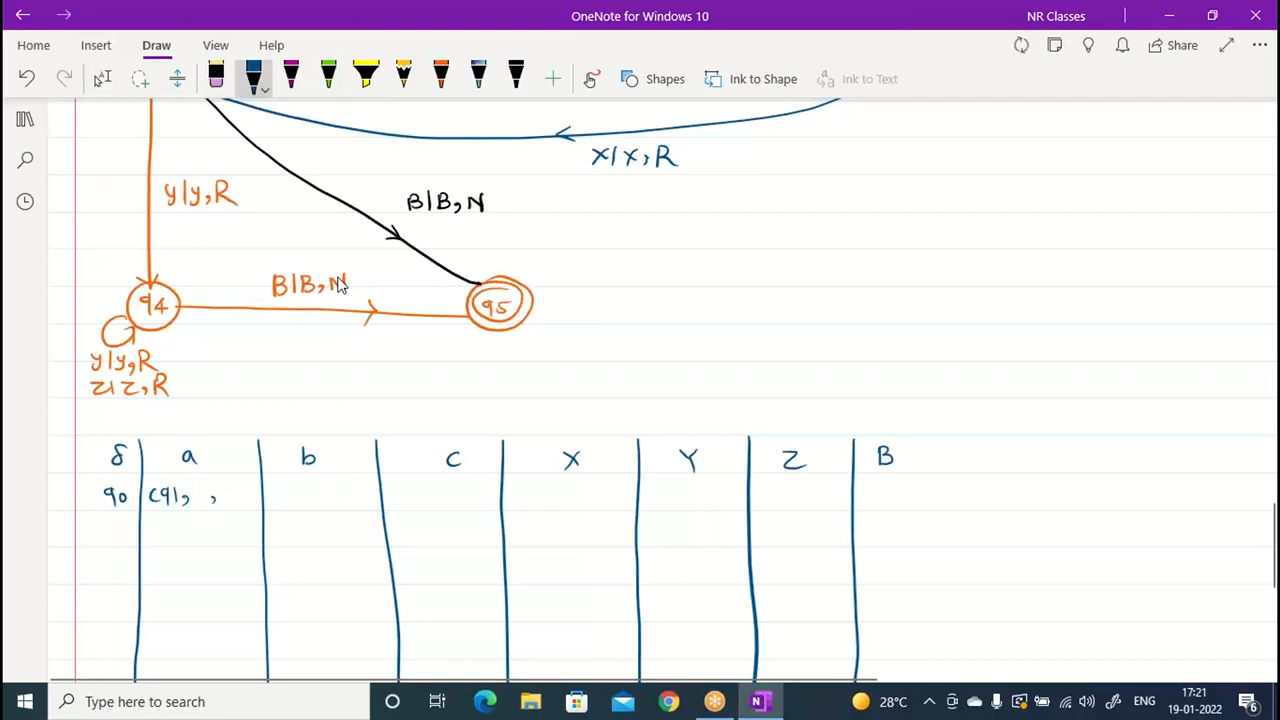 OneNote for Windows 10
NR Classes
Home Insert Draw View Help
Share
Shapes
Ink to Shape
Ink to Text
x|x,R
y|y,R
B|B,N
B|B,N
q4
q5
y|y,R
z|z,R
δ a b c X Y Z B
q0 (q1, ,
Type here to search
28°C
ENG
17:21
19-01-2022
6